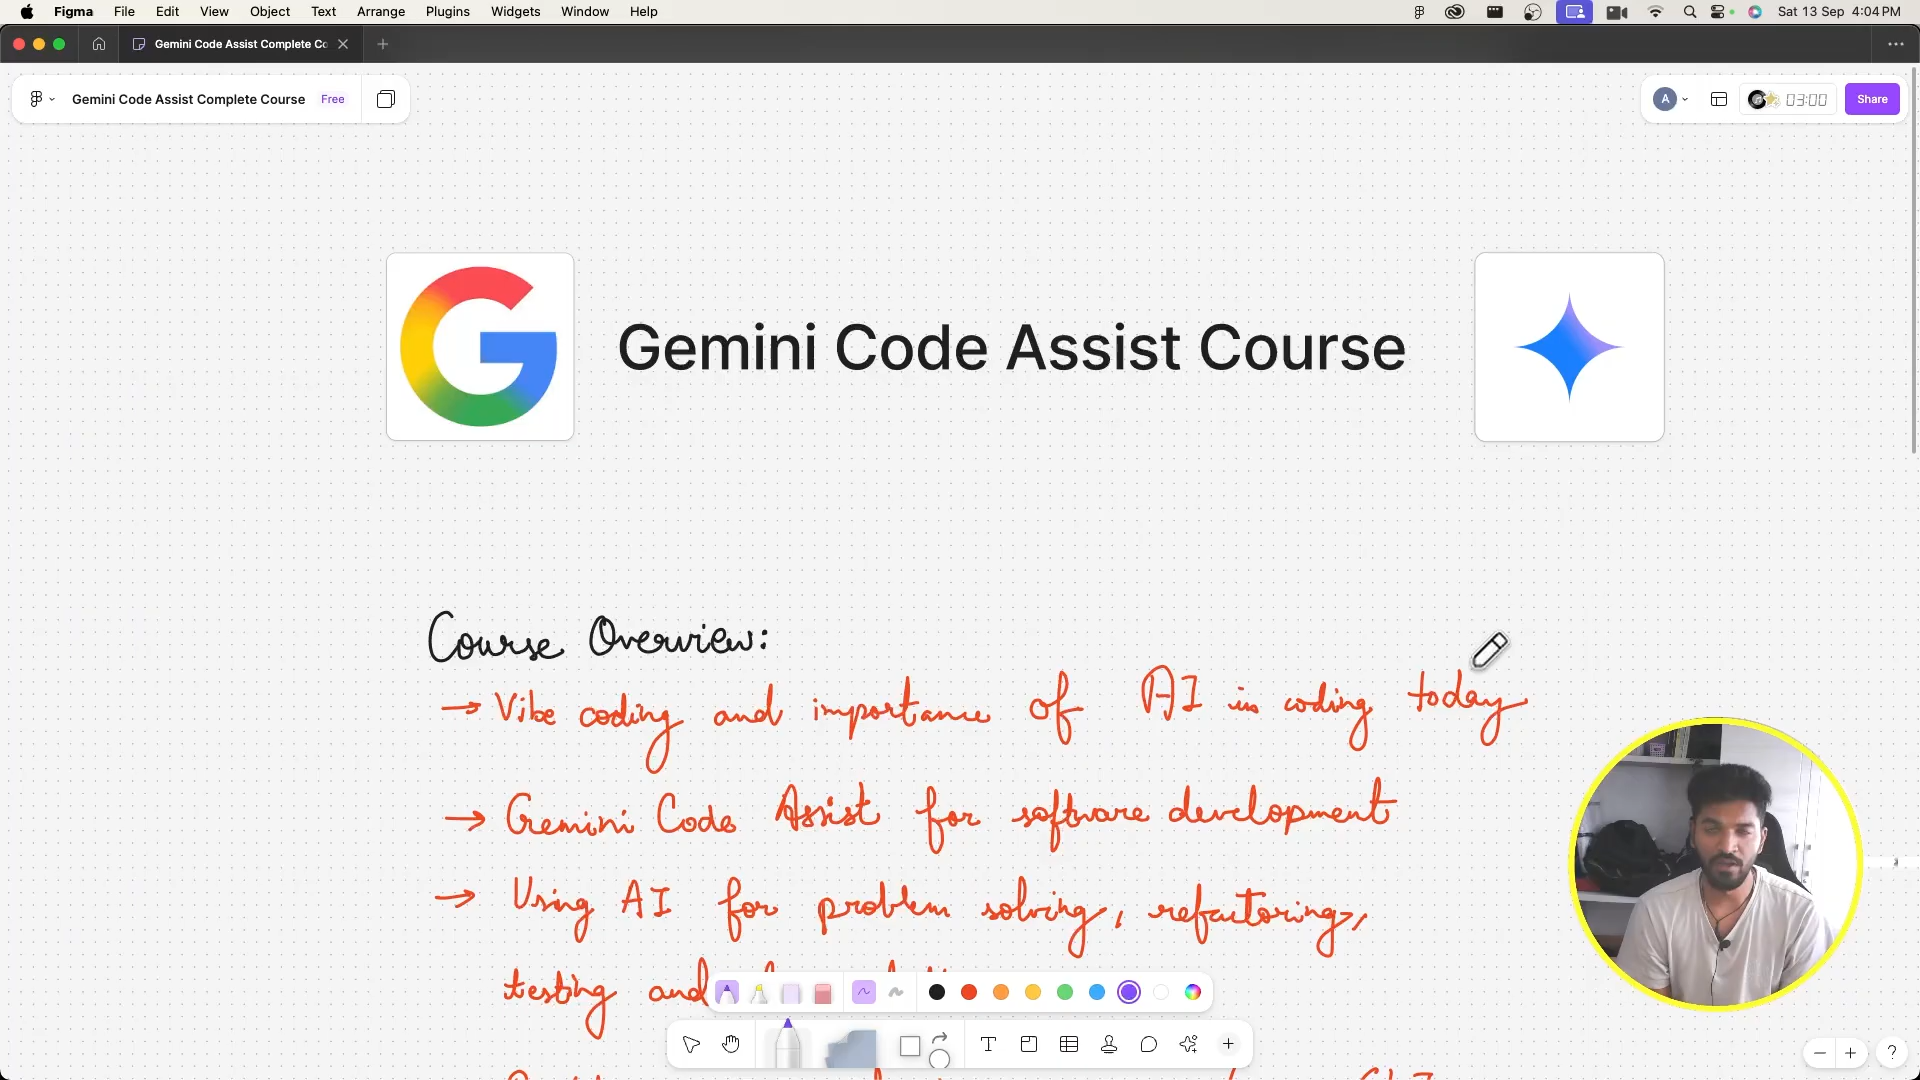 Figma File Edit View Object Text Arrange Plugins Widgets Window Help Sat 13 Sep 4:04 PM
Gemini Code Assist Complete Co
Gemini Code Assist Complete Course Free A 03:00 Share
Gemini Code Assist Course
Course Overview:
→ Vibe coding and importance of AI in coding today
→ Gemini Code Assist for software development
→ Using AI for problem solving, refactoring,
testing and